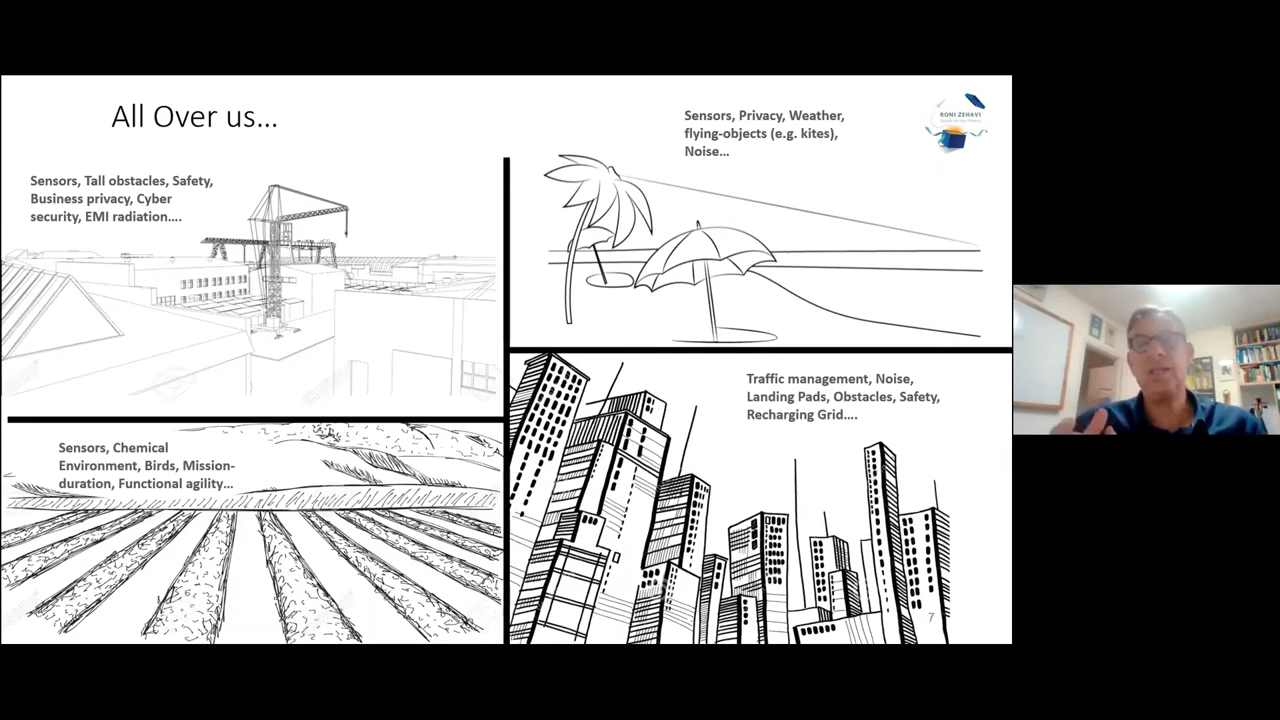 All Over us...
Sensors, Tall obstacles, Safety,
Business privacy, Cyber
security, EMI radiation....
Sensors, Privacy, Weather,
flying-objects (e.g. kites),
Noise...
RONI ZEHAVI
Sensors, Chemical
Environment, Birds, Mission-
duration, Functional agility...
Traffic management, Noise,
Landing Pads, Obstacles, Safety,
Recharging Grid....
7